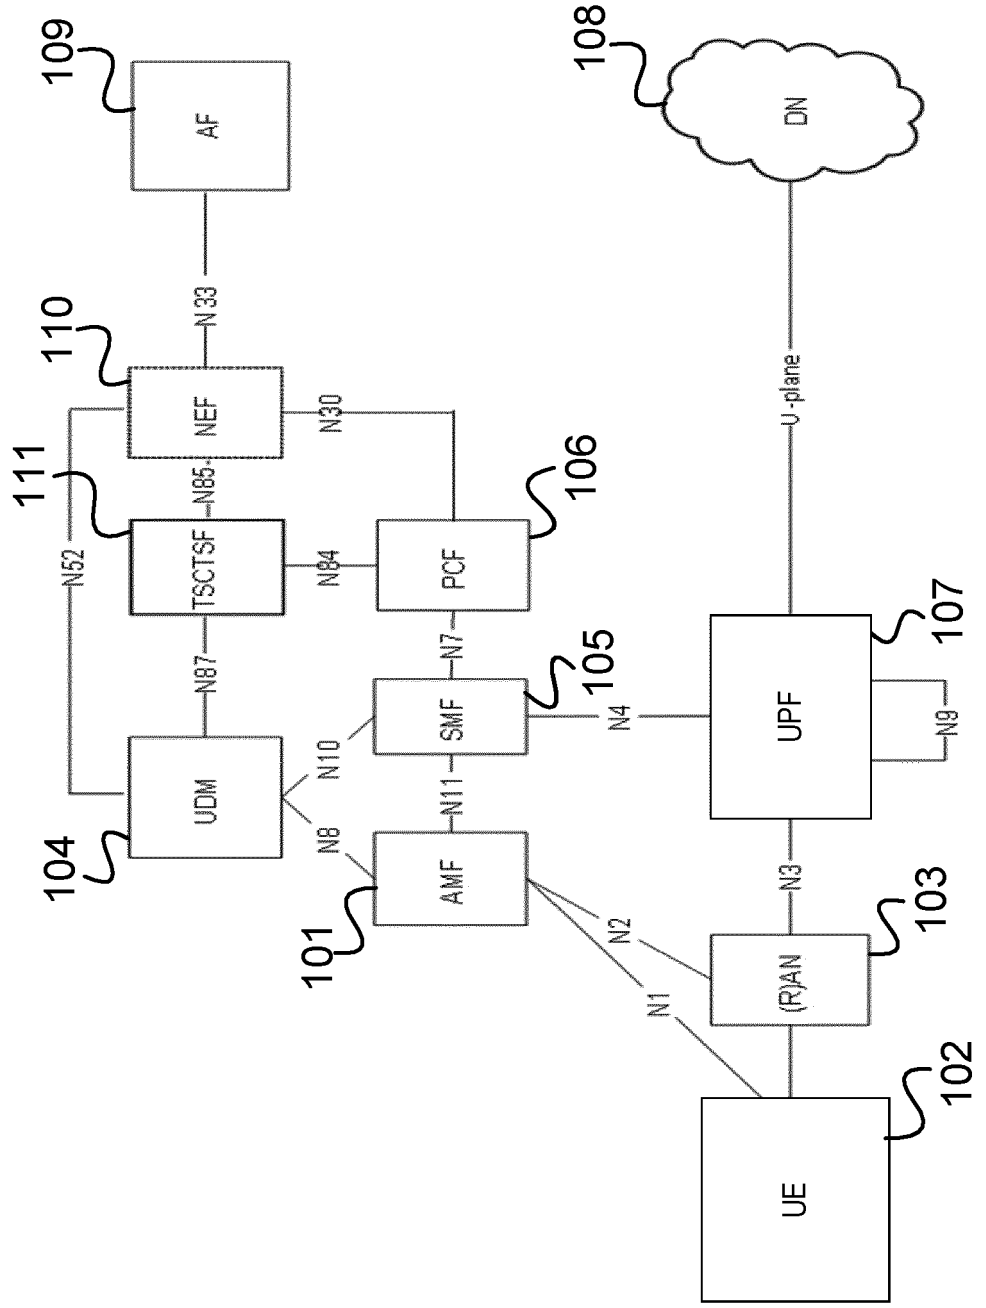 111
N52
104
110
109
UDM
N87
TSCTSF
N85
NEF
N33
AF
101
N8
N10
N84
N30
AMF
N11
SMF
N7
PCF
105
106
108
N2
N4
N1
UE
(R)AN
N3
UPF
U-plane
DN
102
103
N9
107